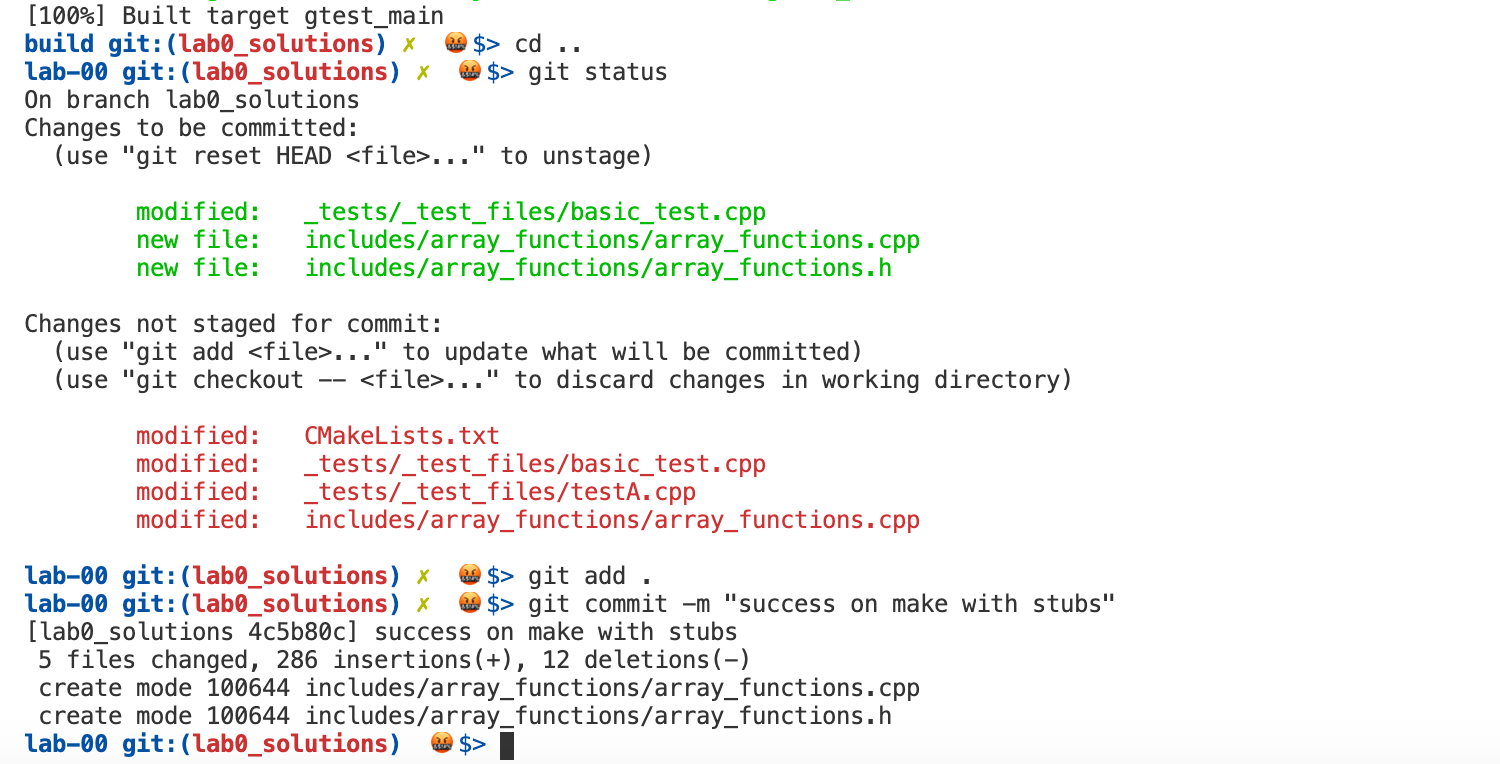 [100%] Built target gtest_main
build git:(lab0_solutions) ✗  🤬$> cd ..
lab-00 git:(lab0_solutions) ✗  🤬$> git status
On branch lab0_solutions
Changes to be committed:
  (use "git reset HEAD <file>..." to unstage)

        modified:   _tests/_test_files/basic_test.cpp
        new file:   includes/array_functions/array_functions.cpp
        new file:   includes/array_functions/array_functions.h

Changes not staged for commit:
  (use "git add <file>..." to update what will be committed)
  (use "git checkout -- <file>..." to discard changes in working directory)

        modified:   CMakeLists.txt
        modified:   _tests/_test_files/basic_test.cpp
        modified:   _tests/_test_files/testA.cpp
        modified:   includes/array_functions/array_functions.cpp

lab-00 git:(lab0_solutions) ✗  🤬$> git add .
lab-00 git:(lab0_solutions) ✗  🤬$> git commit -m "success on make with stubs"
[lab0_solutions 4c5b80c] success on make with stubs
 5 files changed, 286 insertions(+), 12 deletions(-)
 create mode 100644 includes/array_functions/array_functions.cpp
 create mode 100644 includes/array_functions/array_functions.h
lab-00 git:(lab0_solutions)  🤬$>